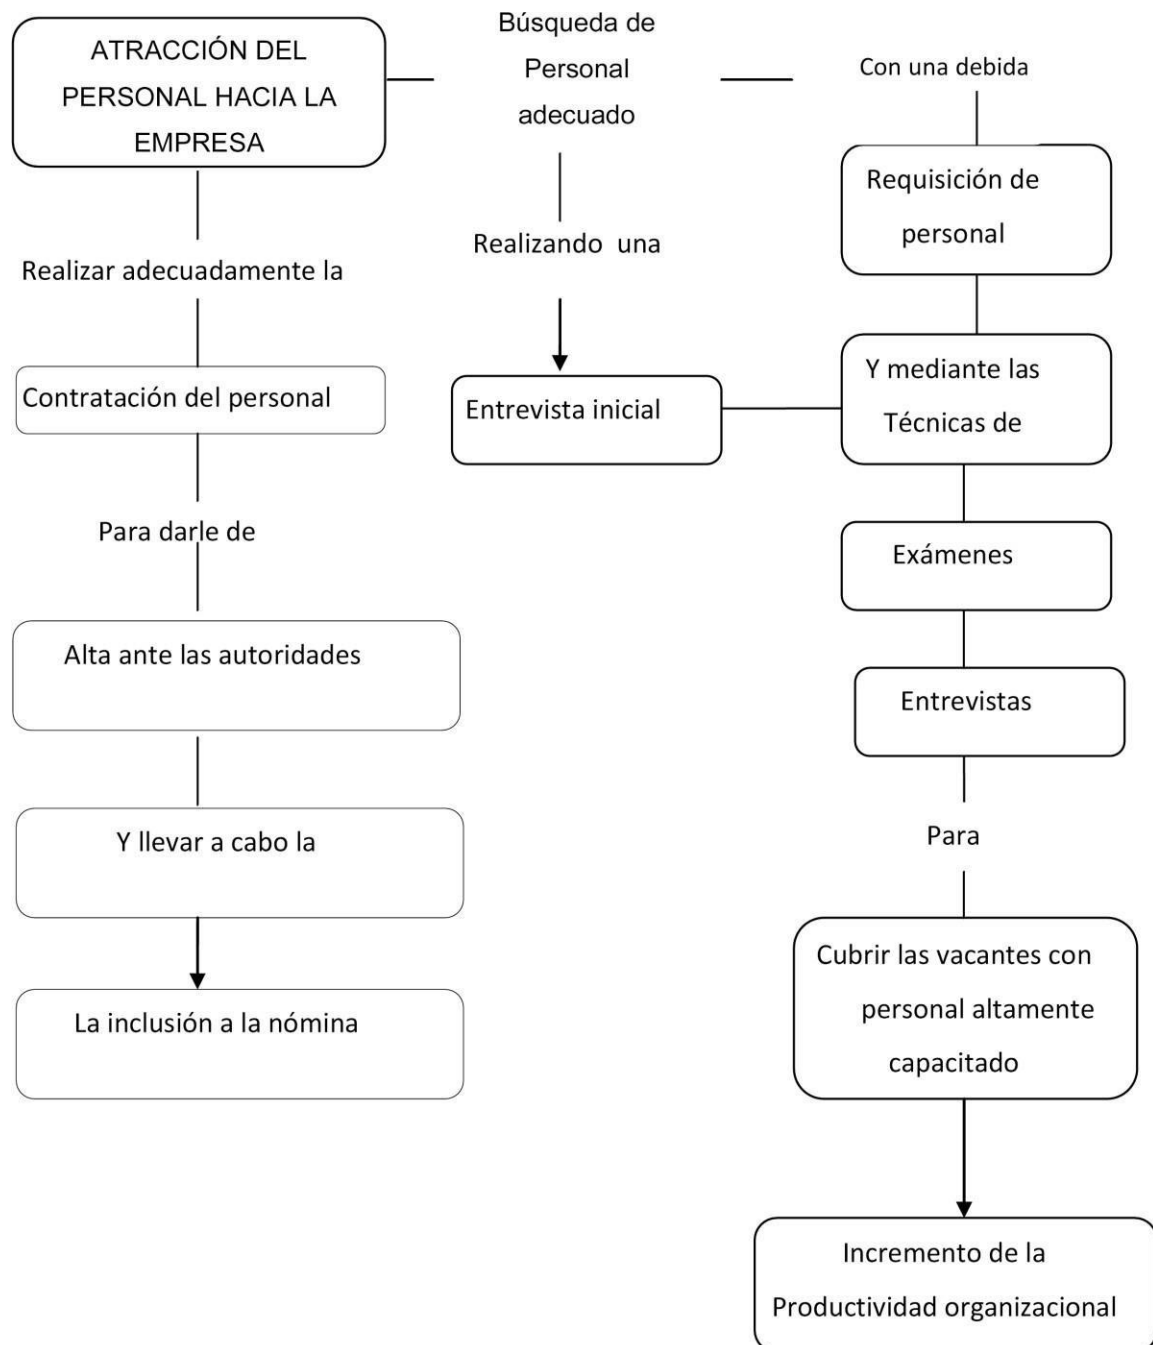 ATRACCIÓN DEL
PERSONAL HACIA LA
EMPRESA
Búsqueda de
Personal
adecuado
Con una debida
Requisición de
personal
Realizando una
Realizar adecuadamente la
Contratación del personal
Entrevista inicial
Y mediante las
Técnicas de
Para darle de
Exámenes
Alta ante las autoridades
Entrevistas
Y llevar a cabo la
Para
La inclusión a la nómina
Cubrir las vacantes con
personal altamente
capacitado
Incremento de la
Productividad organizacional